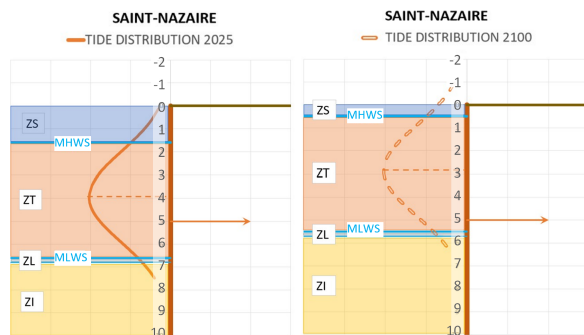 SAINT-NAZAIRE
TIDE DISTRIBUTION 2025
-2
-1
0
ZS
1
MHWS
2
3
ZT
4
5
6
ZL
MLWS
7
8
ZI
9
10
SAINT-NAZAIRE
TIDE DISTRIBUTION 2100
-2
-1
ZS
0
MHWS
1
2
ZT
3
4
5
ZL
MLWS
6
7
ZI
8
9
10